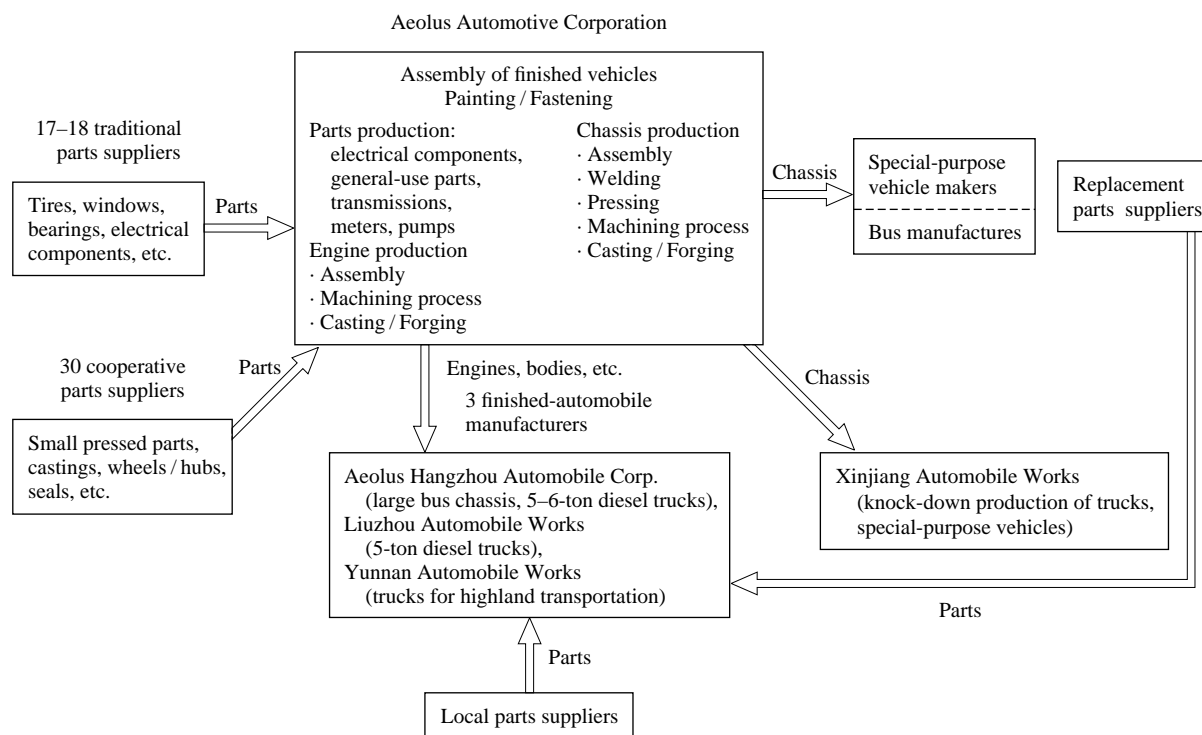 Aeolus Automotive Corporation
Assembly of finished vehicles
Painting / Fastening
Parts production:
electrical components,
general-use parts,
transmissions,
meters, pumps
Engine production
· Assembly
· Machining process
· Casting / Forging
Chassis production
· Assembly
· Welding
· Pressing
· Machining process
· Casting / Forging
17–18 traditional
parts suppliers
Tires, windows,
bearings, electrical
components, etc.
Parts
Chassis
Special-purpose
vehicle makers
Bus manufactures
Replacement
parts suppliers
30 cooperative
parts suppliers
Parts
Small pressed parts,
castings, wheels / hubs,
seals, etc.
Engines, bodies, etc.
3 finished-automobile
manufacturers
Chassis
Aeolus Hangzhou Automobile Corp.
(large bus chassis, 5–6-ton diesel trucks),
Liuzhou Automobile Works
(5-ton diesel trucks),
Yunnan Automobile Works
(trucks for highland transportation)
Xinjiang Automobile Works
(knock-down production of trucks,
special-purpose vehicles)
Parts
Parts
Local parts suppliers